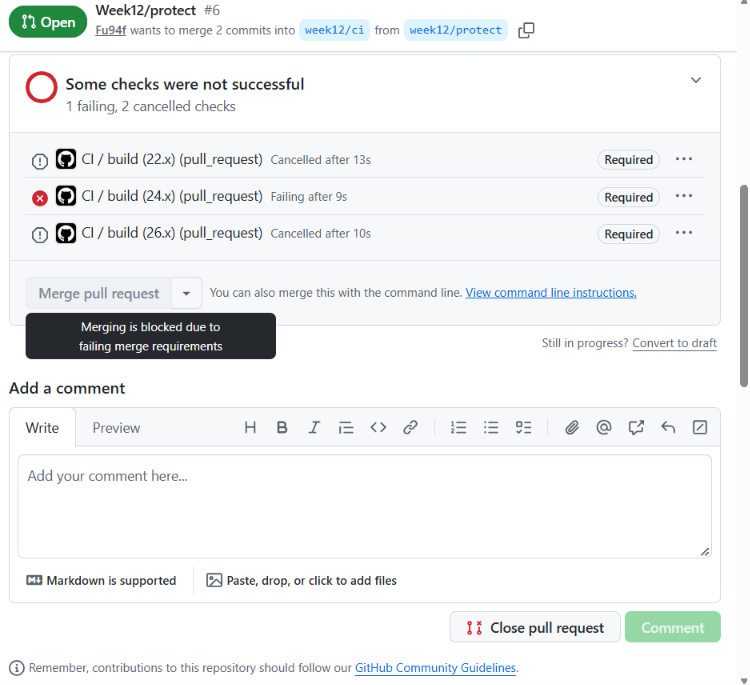 Open
Week12/protect #6
Fu94f wants to merge 2 commits into week12/ci from week12/protect
Some checks were not successful
1 failing, 2 cancelled checks
CI / build (22.x) (pull_request) Cancelled after 13s Required
CI / build (24.x) (pull_request) Failing after 9s Required
CI / build (26.x) (pull_request) Cancelled after 10s Required
Merge pull request You can also merge this with the command line. View command line instructions.
Merging is blocked due to
failing merge requirements
Still in progress? Convert to draft
Add a comment
Write Preview
Add your comment here...
Markdown is supported Paste, drop, or click to add files
Close pull request Comment
Remember, contributions to this repository should follow our GitHub Community Guidelines.